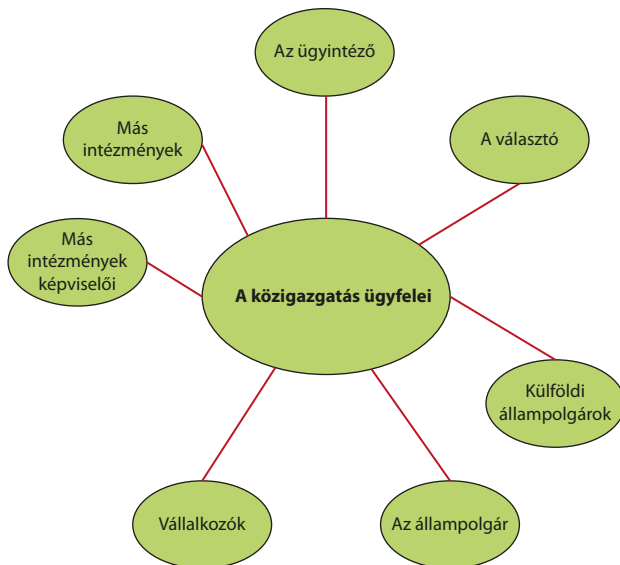 Az ügyintéző
Más
intézmények
A választó
Más
intézmények
képviselői
A közigazgatás ügyfelei
Külföldi
állampolgárok
Vállalkozók
Az állampolgár